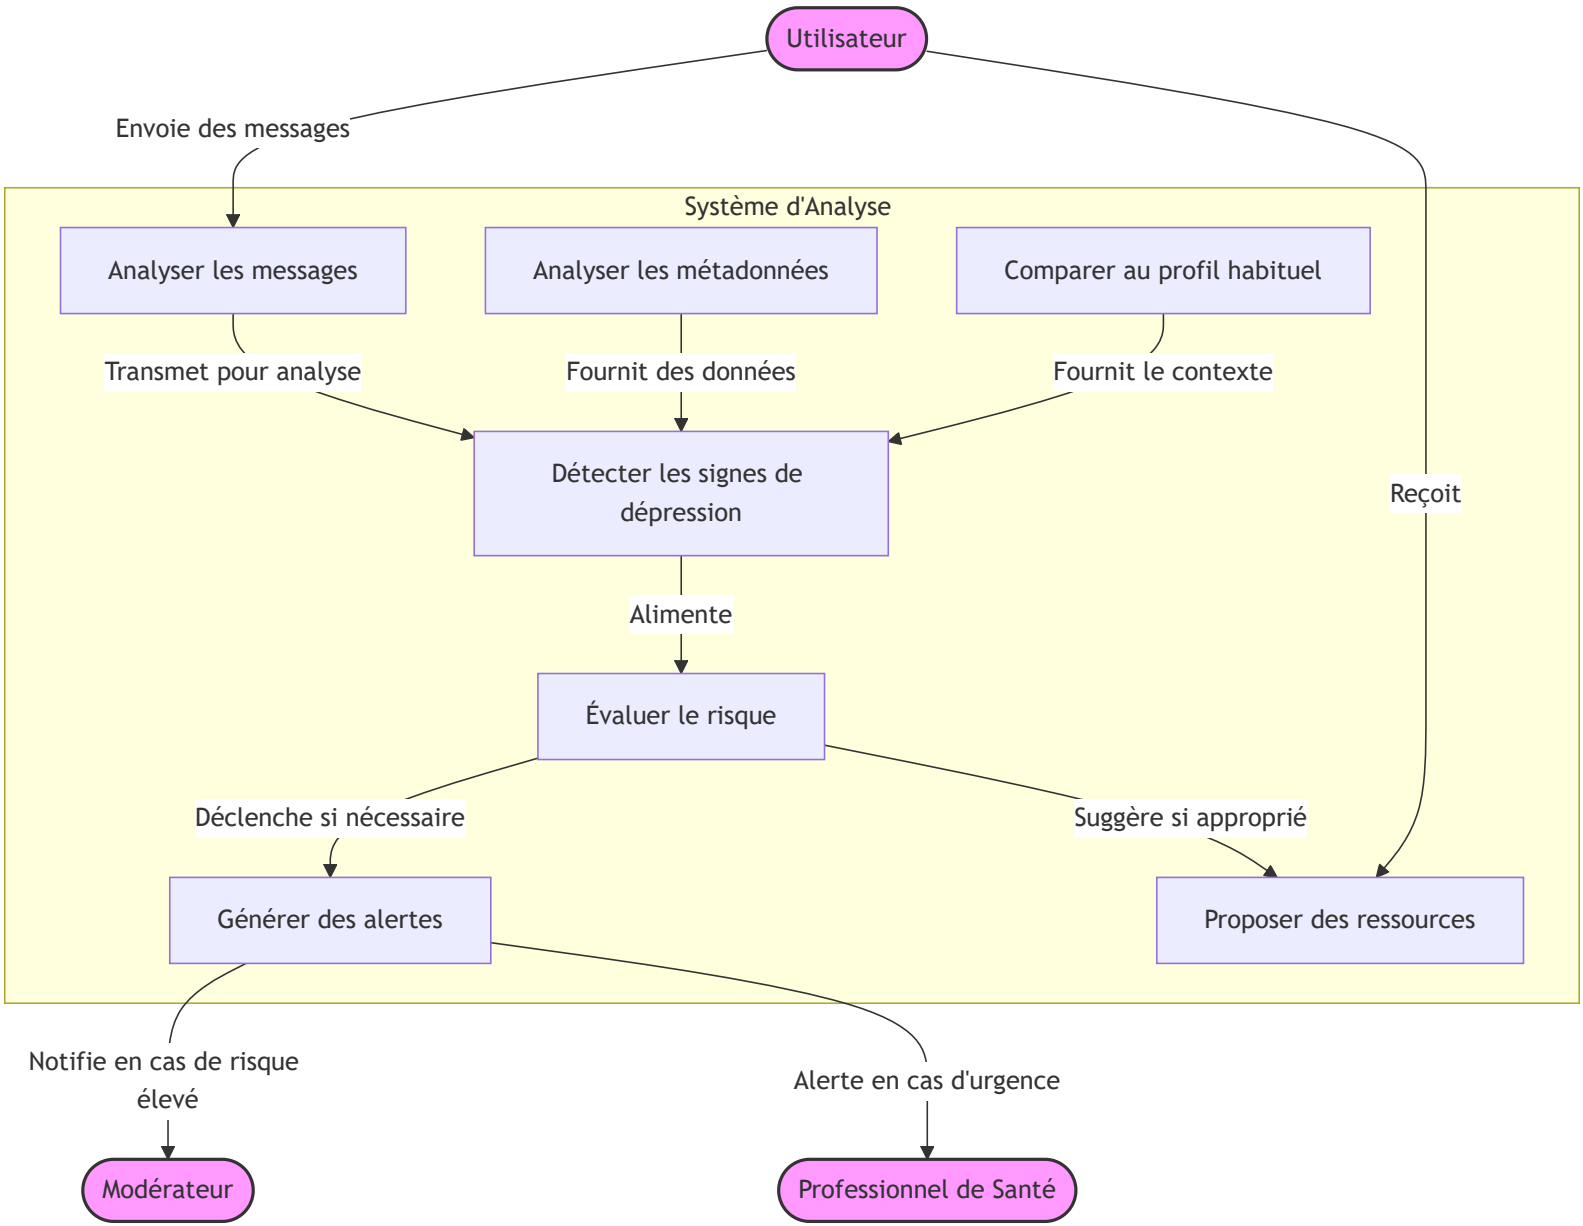 Utilisateur
Envoie des messages
Système d'Analyse
Analyser les messages
Analyser les métadonnées
Comparer au profil habituel
Transmet pour analyse
Fournit des données
Fournit le contexte
Détecter les signes de
dépression
Reçoit
Alimente
Évaluer le risque
Déclenche si nécessaire
Suggère si approprié
Générer des alertes
Proposer des ressources
Notifie en cas de risque
élevé
Alerte en cas d'urgence
Modérateur
Professionnel de Santé